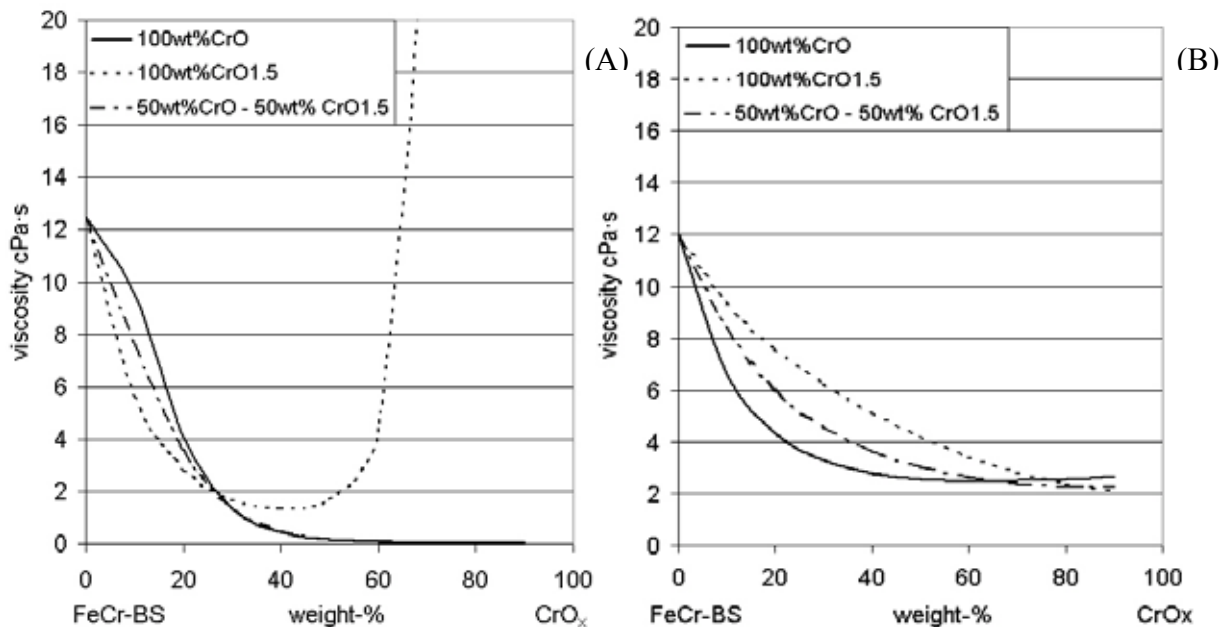 20
18
16
14
12
10
8
6
4
2
0
viscosity cPa·s
100wt%CrO
100wt%CrO1.5
50wt%CrO - 50wt% CrO1.5
(A)
0 20 40 60 80 100
FeCr-BS weight-% CrOₓ
20
18
16
14
12
10
8
6
4
2
0
viscosity cPa·s
100wt%CrO
100wt%CrO1.5
50wt%CrO - 50wt% CrO1.5
(B)
0 20 40 60 80 100
FeCr-BS weight-% CrOx